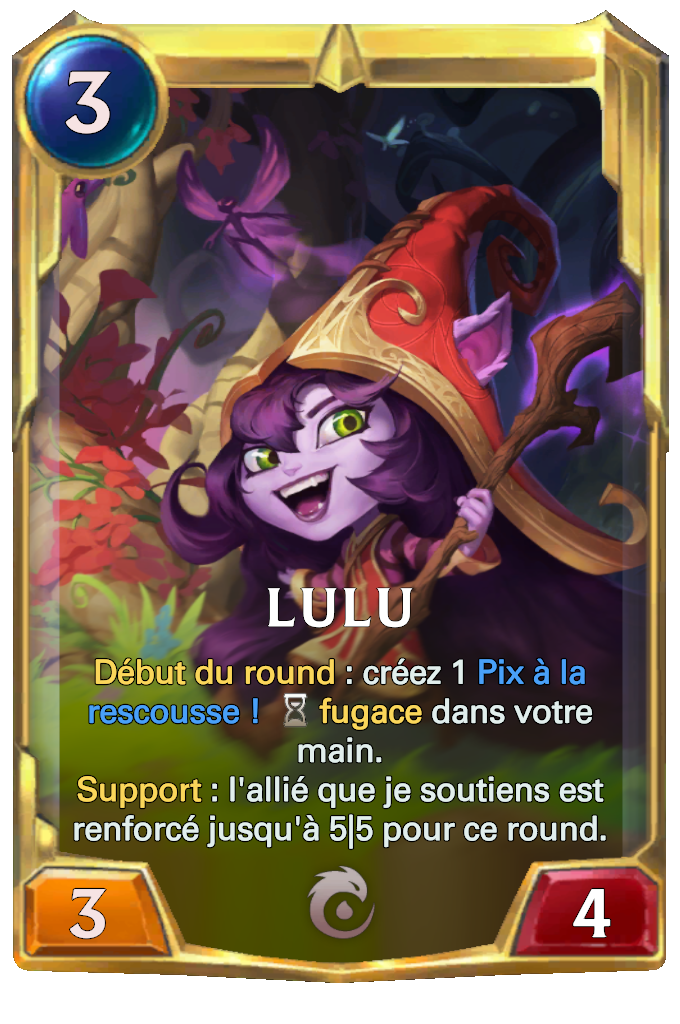 3
LULU
Début du round : créez 1 Pix à la
rescousse ! fugace dans votre
main.
Support : l'allié que je soutiens est
renforcé jusqu'à 5|5 pour ce round.
3
4